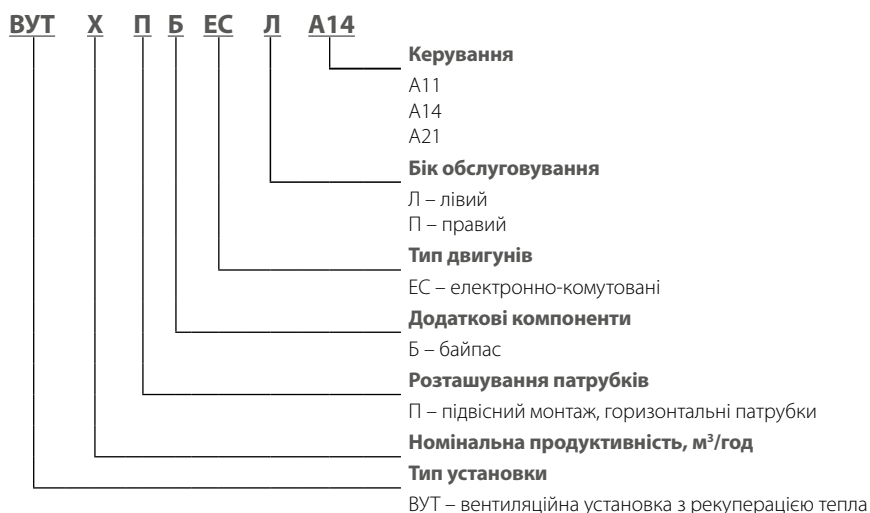 ВУТ Х П Б ЕС Л А14
Керування
А11
А14
А21
Бік обслуговування
Л – лівий
П – правий
Тип двигунів
ЕС – електронно-комутовані
Додаткові компоненти
Б – байпас
Розташування патрубків
П – підвісний монтаж, горизонтальні патрубки
Номінальна продуктивність, м³/год
Тип установки
ВУТ – вентиляційна установка з рекуперацією тепла